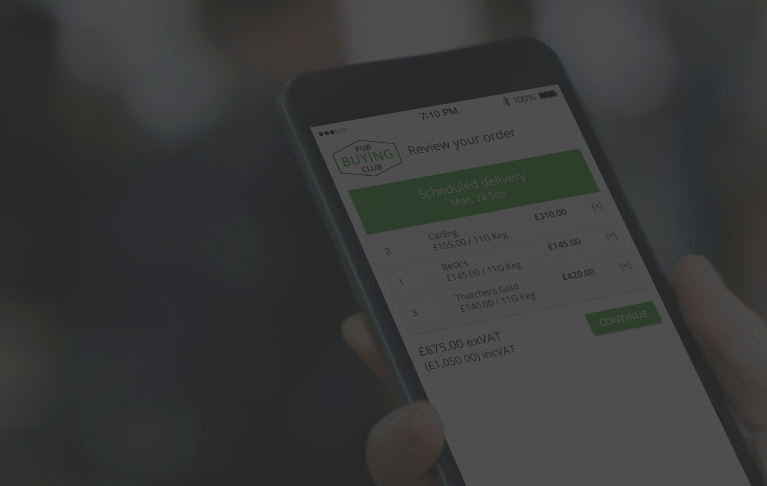 7:10 PM
100%
PUB
BUYING
CLUB
Review your order
Scheduled delivery
Mon, 28 Sep
2 Carling £310.00 [×]
£155.00 / 11G Keg
1 Beck's £145.00 [×]
£145.00 / 11G Keg
3 Thatchers Gold £420.00 [×]
£140.00 / 11G Keg
£875.00 exVAT
(£1,050.00) incVAT
CONTINUE